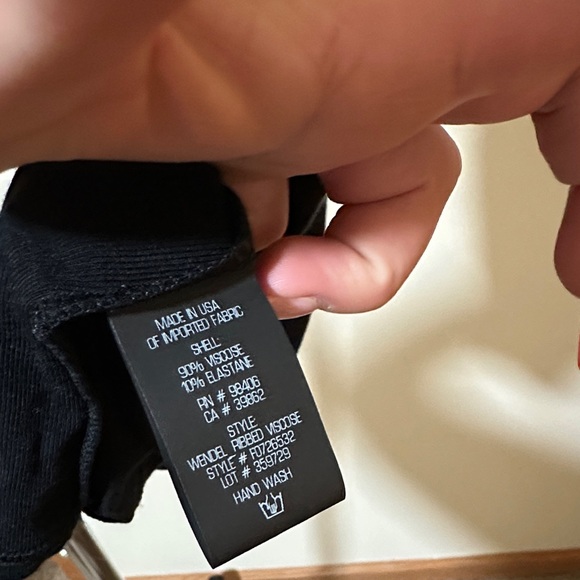 MADE IN USA
OF IMPORTED FABRIC
SHELL:
90% VISCOSE
10% ELASTANE
RN # 98406
CA # 39862
STYLE:
WENDEL RIBBED VISCOSE
STYLE # F0726532
LOT # 359729
HAND WASH